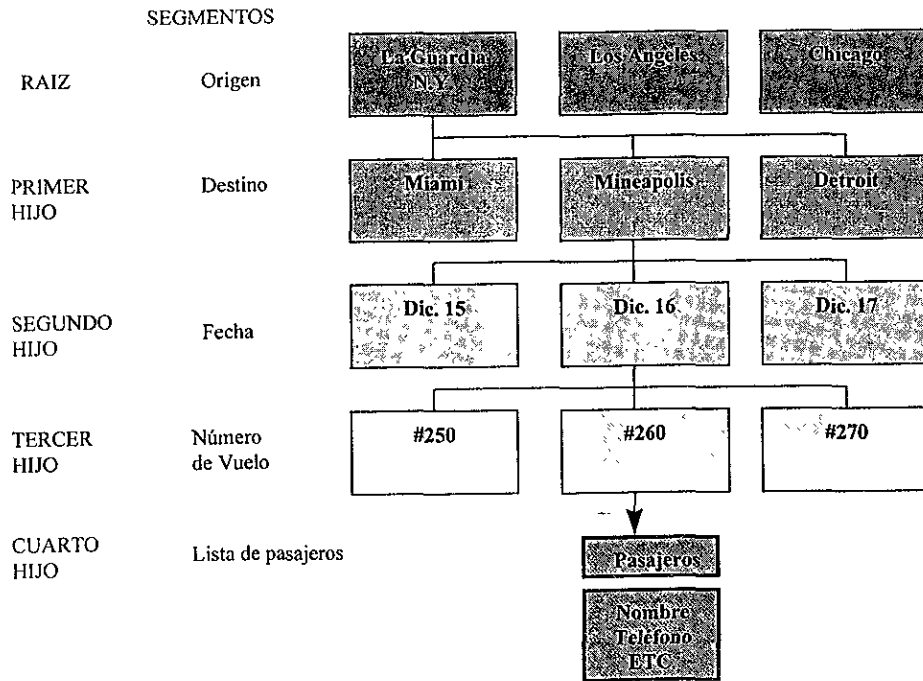 SEGMENTOS
RAIZ Origen
La Guardia
N.Y.
Los Angeles
Chicago
PRIMER
HIJO
Destino
Miami
Mineapolis
Detroit
SEGUNDO
HIJO
Fecha
Dic. 15
Dic. 16
Dic. 17
TERCER
HIJO
Número
de Vuelo
#250
#260
#270
CUARTO
HIJO
Lista de pasajeros
Pasajeros
Nombre
Teléfono
ETC.